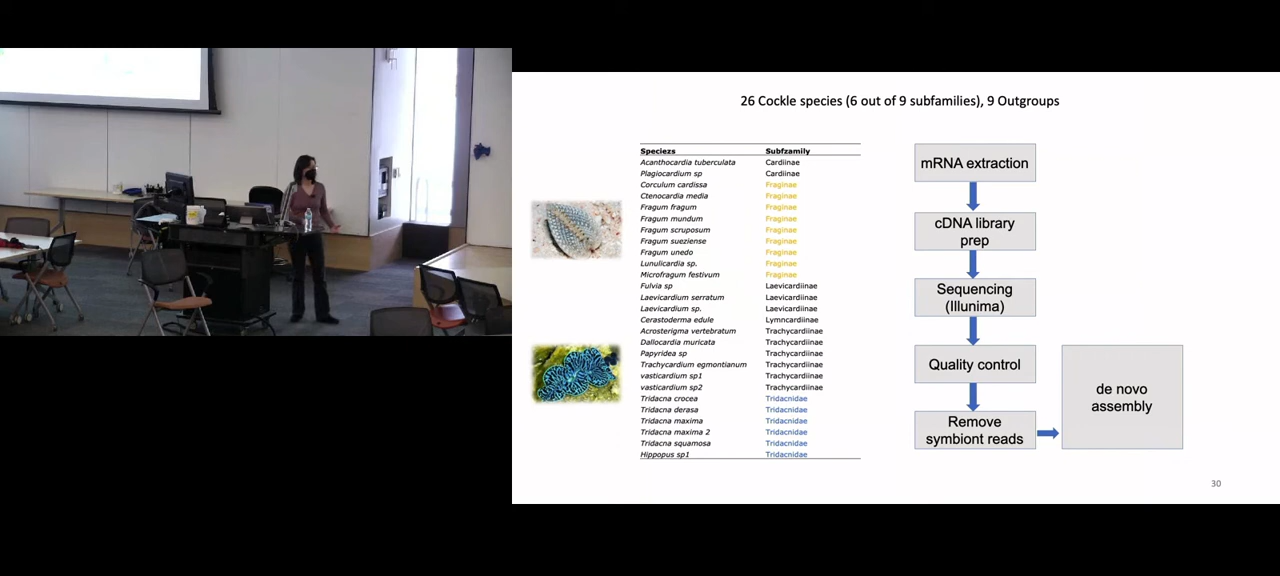 26 Cockle species (6 out of 9 subfamilies), 9 Outgroups
Speciezs Subfzamily
Acanthocardia tuberculata Cardiinae
Plagiocardium sp Cardiinae
Corculum cardissa Fraginae
Ctenocardia media Fraginae
Fragum fragum Fraginae
Fragum mundum Fraginae
Fragum scruposum Fraginae
Fragum sueziense Fraginae
Fragum unedo Fraginae
Lunulicardia sp. Fraginae
Microfragum festivum Fraginae
Fulvia sp Laevicardiinae
Laevicardium serratum Laevicardiinae
Laevicardium sp. Laevicardiinae
Cerastoderma edule Lymncardiinae
Acrosterigma vertebratum Trachycardiinae
Dallocardia muricata Trachycardiinae
Papyridea sp Trachycardiinae
Trachycardium egmontianum Trachycardiinae
vasticardium sp1 Trachycardiinae
vasticardium sp2 Trachycardiinae
Tridacna crocea Tridacnidae
Tridacna derasa Tridacnidae
Tridacna maxima Tridacnidae
Tridacna maxima 2 Tridacnidae
Tridacna squamosa Tridacnidae
Hippopus sp1 Tridacnidae
mRNA extraction
cDNA library
prep
Sequencing
(Illunima)
Quality control
Remove
symbiont reads
de novo
assembly
30